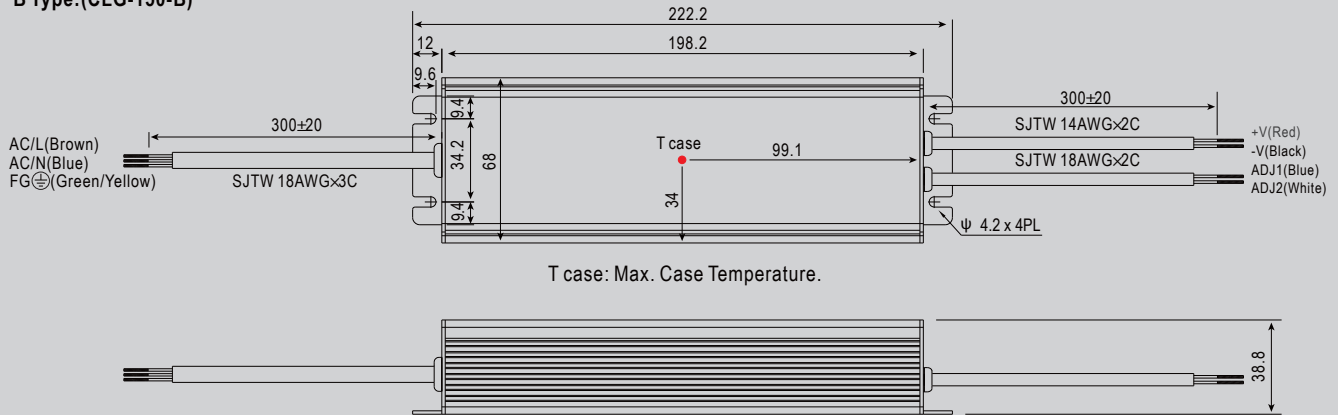 B Type:(CLG-150-B)
222.2
12
198.2
9.6
9.4
300±20
34.2
68
T case
99.1
34
9.4
300±20
SJTW 14AWG×2C
SJTW 18AWG×2C
+V(Red)
-V(Black)
ADJ1(Blue)
ADJ2(White)
AC/L(Brown)
AC/N(Blue)
FG⏚(Green/Yellow)
SJTW 18AWG×3C
ψ 4.2 x 4PL
T case: Max. Case Temperature.
38.8